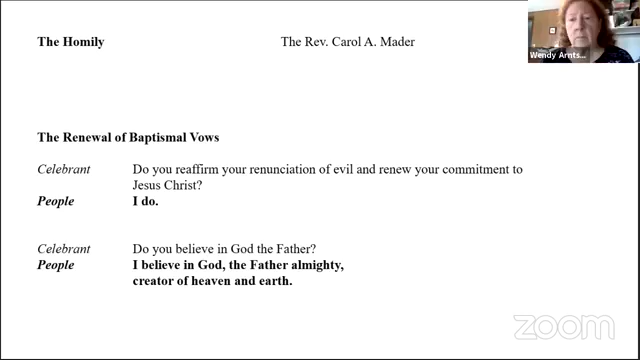 The Homily The Rev. Carol A. Mader
Wendy Arnts...
The Renewal of Baptismal Vows
Celebrant Do you reaffirm your renunciation of evil and renew your commitment to
Jesus Christ?
People I do.
Celebrant Do you believe in God the Father?
People I believe in God, the Father almighty,
creator of heaven and earth.
zoom